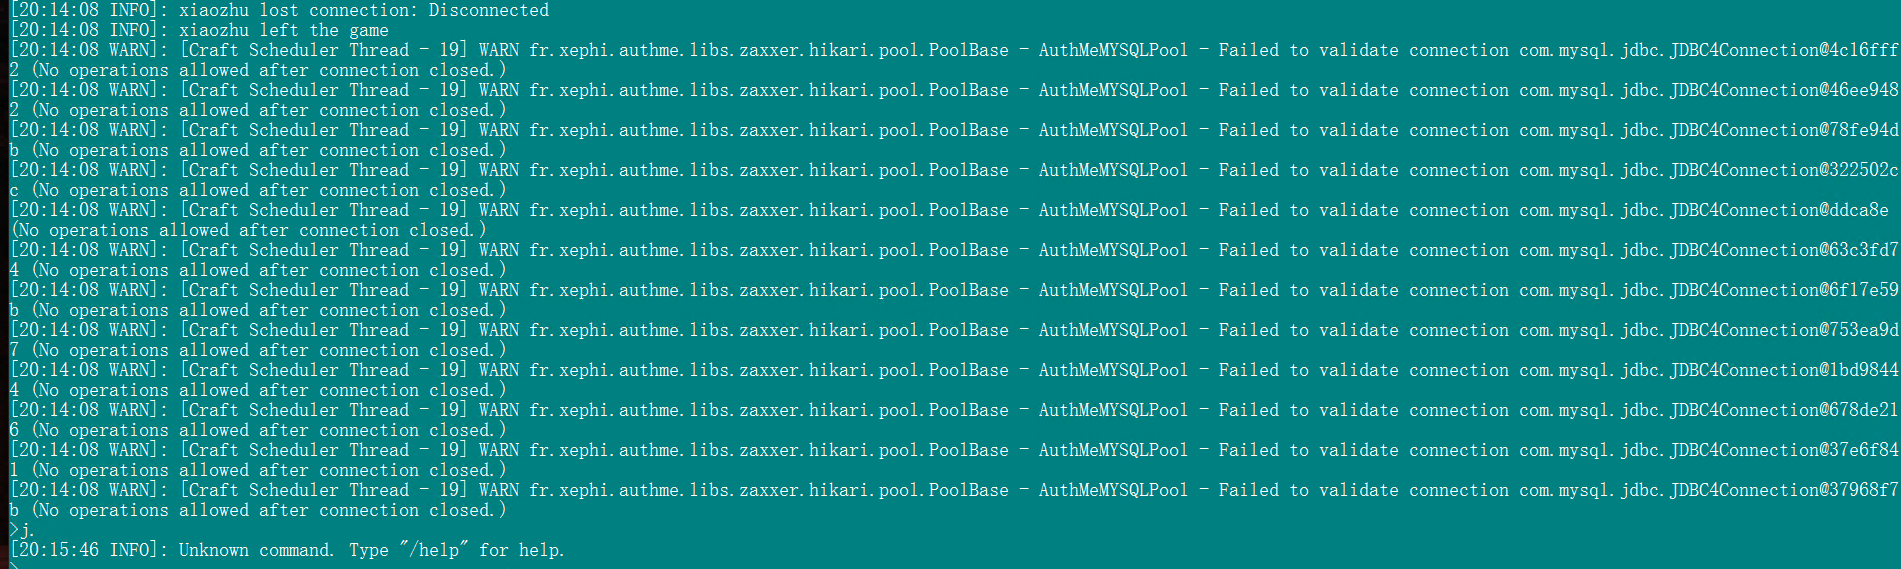 [20:14:08 INFO]: xiaozhu lost connection: Disconnected
[20:14:08 INFO]: xiaozhu left the game
[20:14:08 WARN]: [Craft Scheduler Thread - 19] WARN fr.xephi.authme.libs.zaxxer.hikari.pool.PoolBase - AuthMeMYSQLPool - Failed to validate connection com.mysql.jdbc.JDBC4Connection@4c16fff
2 (No operations allowed after connection closed.)
[20:14:08 WARN]: [Craft Scheduler Thread - 19] WARN fr.xephi.authme.libs.zaxxer.hikari.pool.PoolBase - AuthMeMYSQLPool - Failed to validate connection com.mysql.jdbc.JDBC4Connection@46ee948
2 (No operations allowed after connection closed.)
[20:14:08 WARN]: [Craft Scheduler Thread - 19] WARN fr.xephi.authme.libs.zaxxer.hikari.pool.PoolBase - AuthMeMYSQLPool - Failed to validate connection com.mysql.jdbc.JDBC4Connection@78fe94d
b (No operations allowed after connection closed.)
[20:14:08 WARN]: [Craft Scheduler Thread - 19] WARN fr.xephi.authme.libs.zaxxer.hikari.pool.PoolBase - AuthMeMYSQLPool - Failed to validate connection com.mysql.jdbc.JDBC4Connection@322502c
c (No operations allowed after connection closed.)
[20:14:08 WARN]: [Craft Scheduler Thread - 19] WARN fr.xephi.authme.libs.zaxxer.hikari.pool.PoolBase - AuthMeMYSQLPool - Failed to validate connection com.mysql.jdbc.JDBC4Connection@ddca8e
(No operations allowed after connection closed.)
[20:14:08 WARN]: [Craft Scheduler Thread - 19] WARN fr.xephi.authme.libs.zaxxer.hikari.pool.PoolBase - AuthMeMYSQLPool - Failed to validate connection com.mysql.jdbc.JDBC4Connection@63c3fd7
4 (No operations allowed after connection closed.)
[20:14:08 WARN]: [Craft Scheduler Thread - 19] WARN fr.xephi.authme.libs.zaxxer.hikari.pool.PoolBase - AuthMeMYSQLPool - Failed to validate connection com.mysql.jdbc.JDBC4Connection@6f17e59
b (No operations allowed after connection closed.)
[20:14:08 WARN]: [Craft Scheduler Thread - 19] WARN fr.xephi.authme.libs.zaxxer.hikari.pool.PoolBase - AuthMeMYSQLPool - Failed to validate connection com.mysql.jdbc.JDBC4Connection@753ea9d
7 (No operations allowed after connection closed.)
[20:14:08 WARN]: [Craft Scheduler Thread - 19] WARN fr.xephi.authme.libs.zaxxer.hikari.pool.PoolBase - AuthMeMYSQLPool - Failed to validate connection com.mysql.jdbc.JDBC4Connection@1bd9844
4 (No operations allowed after connection closed.)
[20:14:08 WARN]: [Craft Scheduler Thread - 19] WARN fr.xephi.authme.libs.zaxxer.hikari.pool.PoolBase - AuthMeMYSQLPool - Failed to validate connection com.mysql.jdbc.JDBC4Connection@678de21
6 (No operations allowed after connection closed.)
[20:14:08 WARN]: [Craft Scheduler Thread - 19] WARN fr.xephi.authme.libs.zaxxer.hikari.pool.PoolBase - AuthMeMYSQLPool - Failed to validate connection com.mysql.jdbc.JDBC4Connection@37e6f84
1 (No operations allowed after connection closed.)
[20:14:08 WARN]: [Craft Scheduler Thread - 19] WARN fr.xephi.authme.libs.zaxxer.hikari.pool.PoolBase - AuthMeMYSQLPool - Failed to validate connection com.mysql.jdbc.JDBC4Connection@37968f7
b (No operations allowed after connection closed.)
>j.
[20:15:46 INFO]: Unknown command. Type "/help" for help.
>